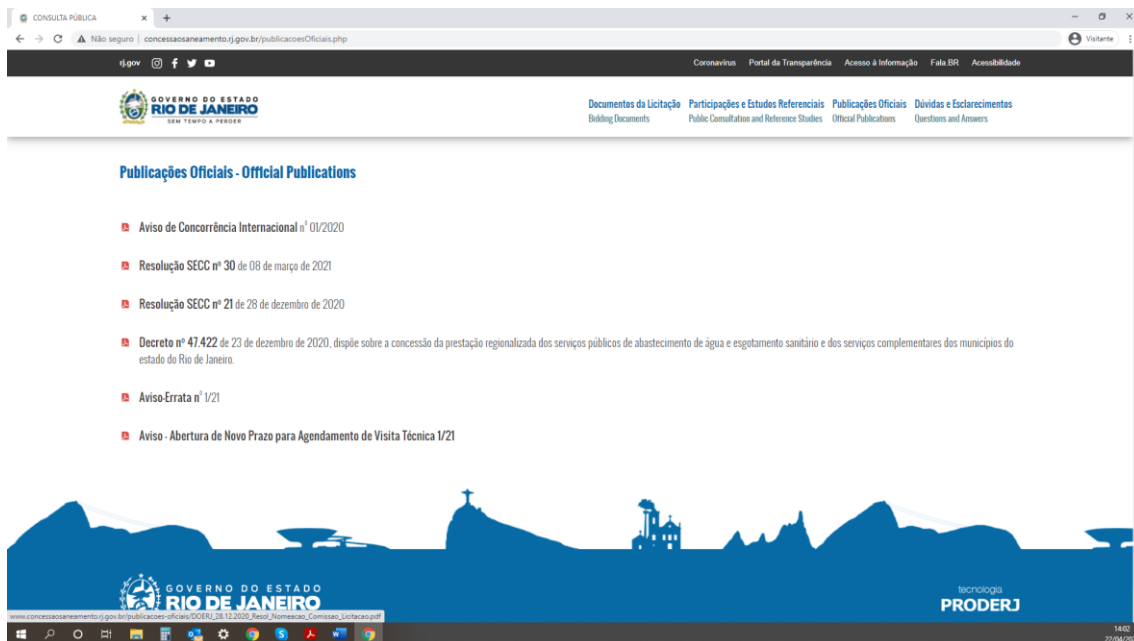 CONSULTA PÚBLICA
Não seguro | concessaosaneamento.rj.gov.br/publicacoesOficiais.php
Visitante
rj.gov
Coronavírus Portal da Transparência Acesso à Informação Fala.BR Acessibilidade
GOVERNO DO ESTADO
RIO DE JANEIRO
SEM TEMPO A PERDER
Documentos da Licitação Participações e Estudos Referenciais Publicações Oficiais Dúvidas e Esclarecimentos
Bidding Documents Public Consultation and Reference Studies Official Publications Questions and Answers
Publicações Oficiais - Official Publications
Aviso de Concorrência Internacional n° 01/2020
Resolução SECC nº 30 de 08 de março de 2021
Resolução SECC nº 21 de 28 de dezembro de 2020
Decreto nº 47.422 de 23 de dezembro de 2020, dispõe sobre a concessão da prestação regionalizada dos serviços públicos de abastecimento de água e esgotamento sanitário e dos serviços complementares dos municípios do
estado do Rio de Janeiro.
Aviso-Errata n° 1/21
Aviso - Abertura de Novo Prazo para Agendamento de Visita Técnica 1/21
GOVERNO DO ESTADO
RIO DE JANEIRO
tecnologia
PRODERJ
www.concessaosaneamento.rj.gov.br/publicacoes-oficiais/DOERJ_28.12.2020_Resol_Nomeacao_Comissao_Licitacao.pdf
14:02
22/04/20